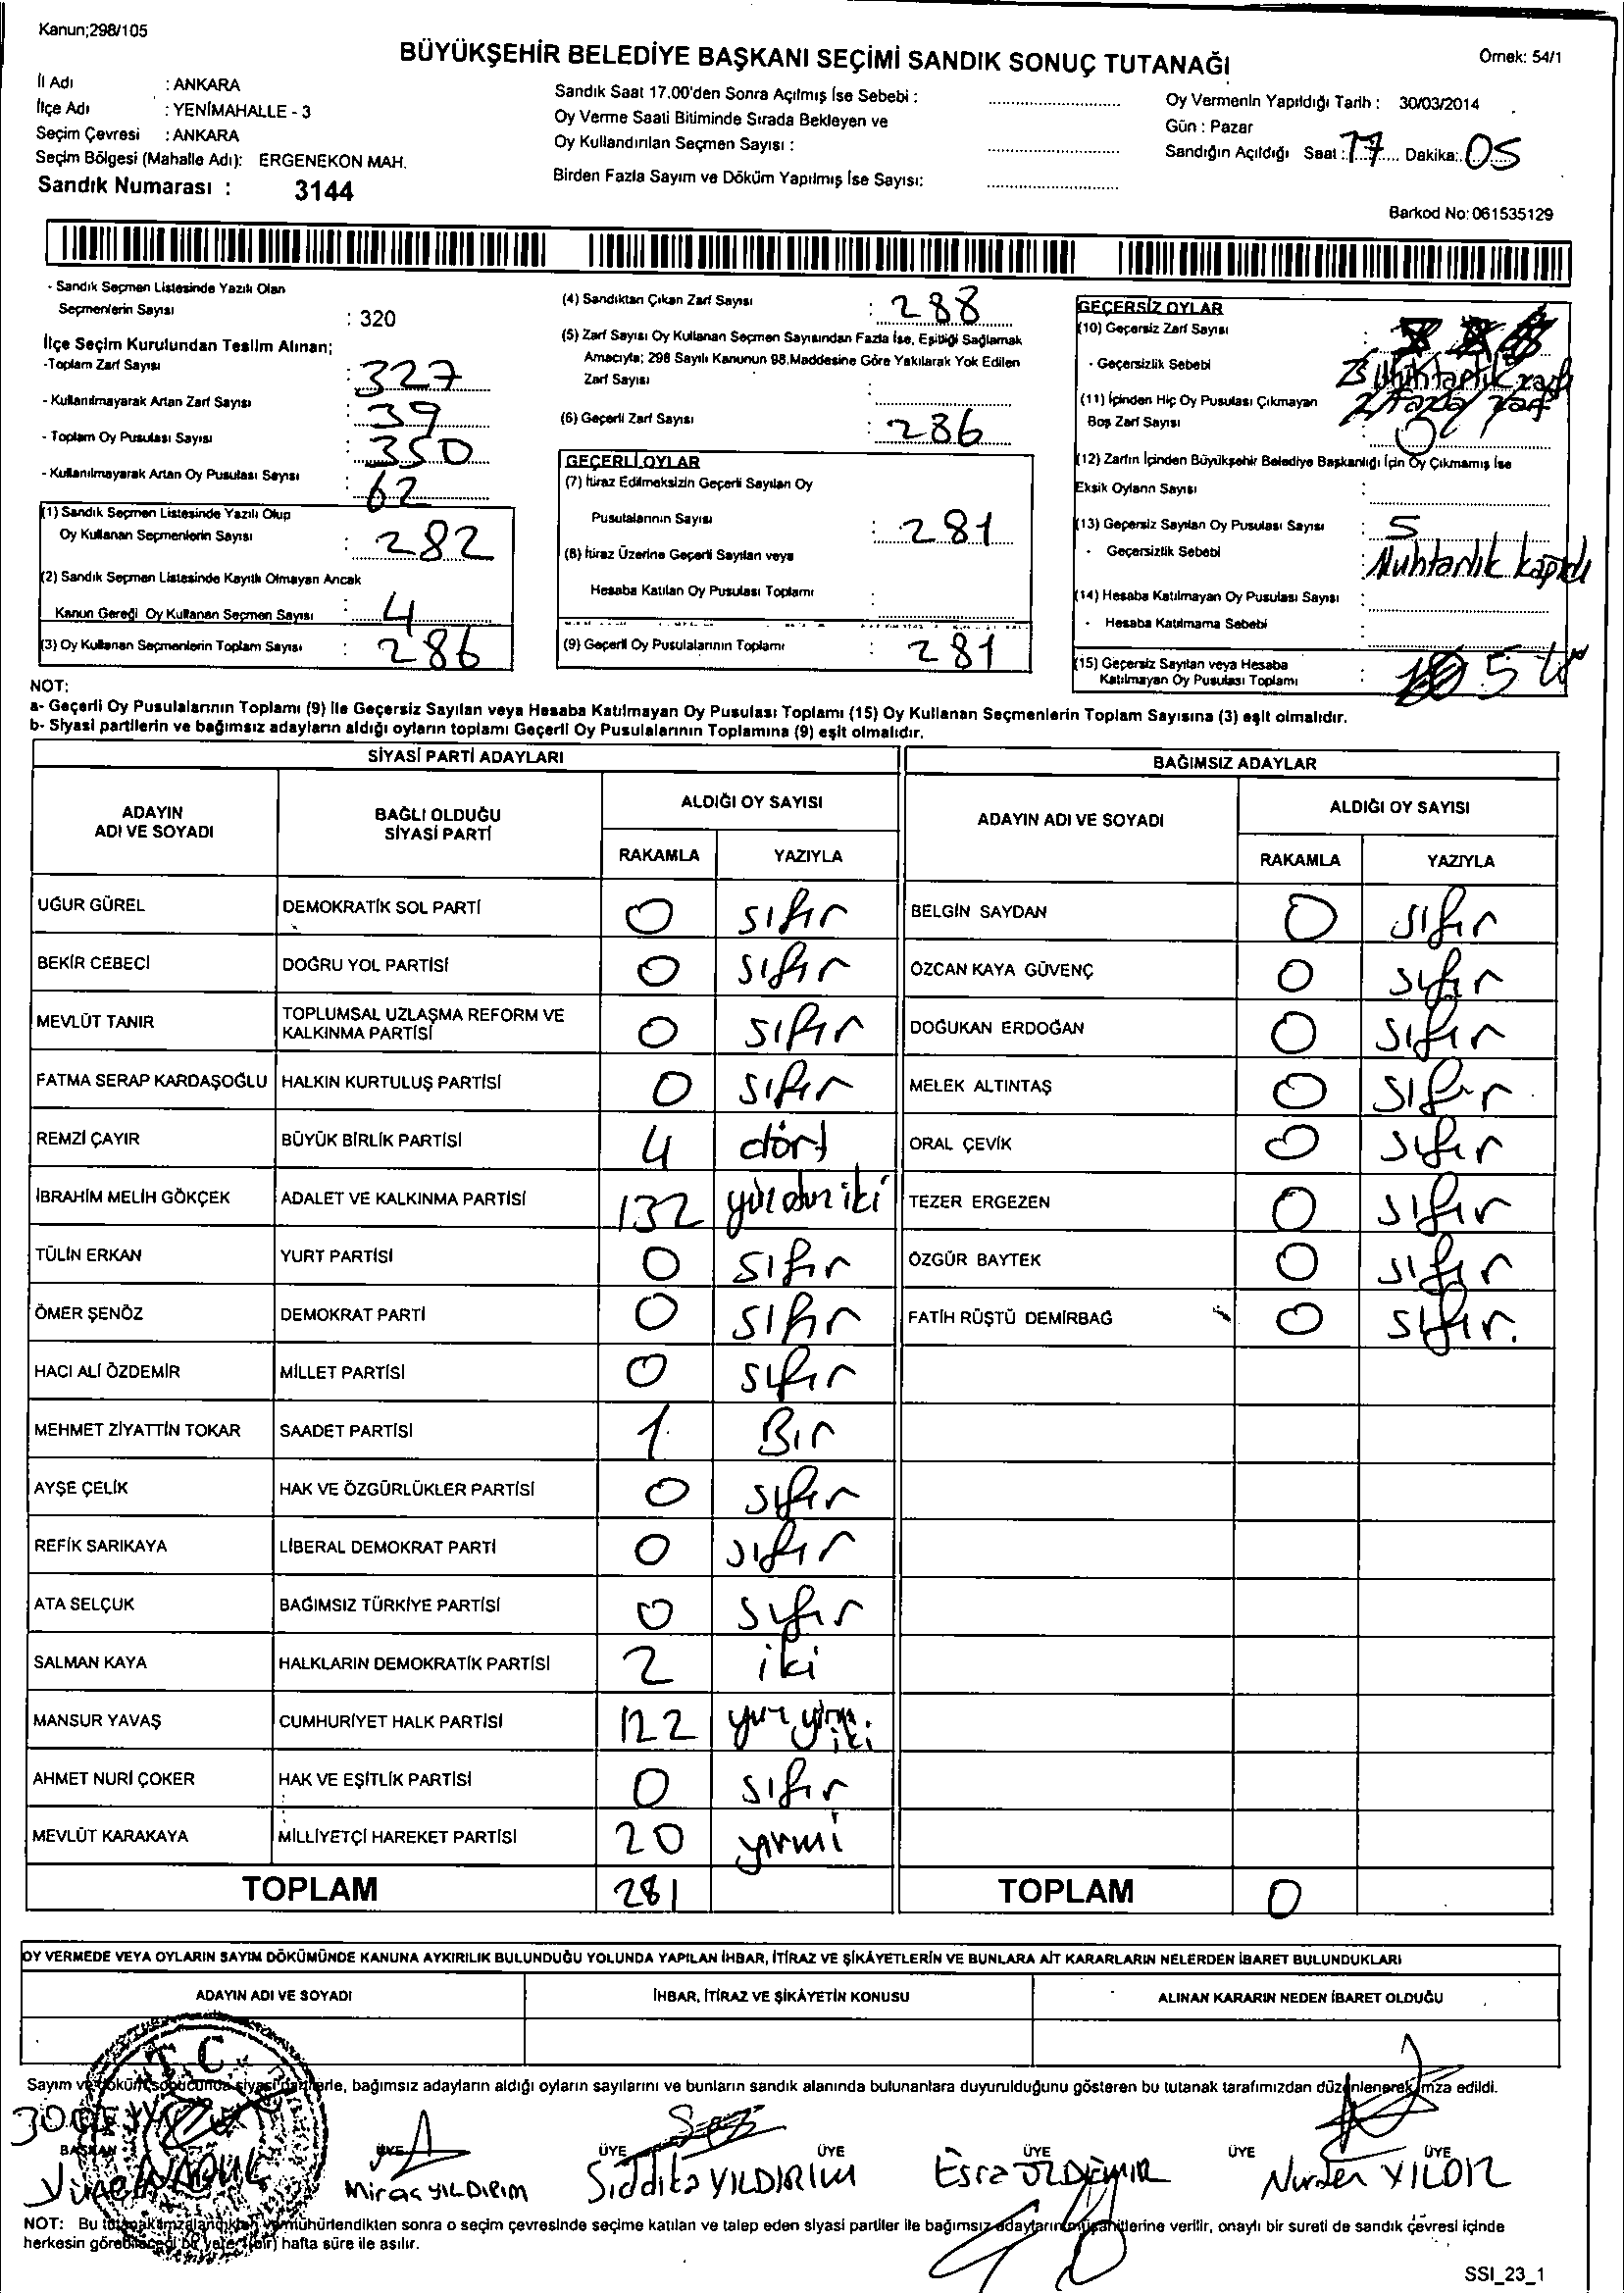 Kanun;298/105
BÜYÜKŞEHİR BELEDİYE BAŞKANI SEÇİMİ SANDIK SONUÇ TUTANAĞI
Örnek: 54/1
İl Adı : ANKARA
İlçe Adı : YENİMAHALLE - 3
Seçim Çevresi : ANKARA
Seçim Bölgesi (Mahalle Adı): ERGENEKON MAH.
Sandık Numarası : 3144
Sandık Saat 17.00'den Sonra Açılmış İse Sebebi :
Oy Verme Saati Bitiminde Sırada Bekleyen ve
Oy Kullandırılan Seçmen Sayısı :
Birden Fazla Sayım ve Döküm Yapılmış İse Sayısı:
Oy Vermenin Yapıldığı Tarih : 30/03/2014
Gün : Pazar
Sandığın Açıldığı Saat : 17 Dakika: 05
Barkod No: 061535129
- Sandık Seçmen Listesinde Yazılı Olan
Seçmenlerin Sayısı : 320
İlçe Seçim Kurulundan Teslim Alınan;
-Toplam Zarf Sayısı : 327
- Kullanılmayarak Artan Zarf Sayısı : 39
- Toplam Oy Pusulası Sayısı : 350
- Kullanılmayarak Artan Oy Pusulası Sayısı : 62
(1) Sandık Seçmen Listesinde Yazılı Olup
Oy Kullanan Seçmenlerin Sayısı : 282
(2) Sandık Seçmen Listesinde Kayıtlı Olmayan Ancak
Kanun Gereği Oy Kullanan Seçmen Sayısı : 4
(3) Oy Kullanan Seçmenlerin Toplam Sayısı : 286
(4) Sandıktan Çıkan Zarf Sayısı : 288
(5) Zarf Sayısı Oy Kullanan Seçmen Sayısından Fazla İse, Eşitliği Sağlamak
Amacıyla; 298 Sayılı Kanunun 98.Maddesine Göre Yakılarak Yok Edilen
Zarf Sayısı :
(6) Geçerli Zarf Sayısı : 286
GEÇERLİ OYLAR
(7) İtiraz Edilmeksizin Geçerli Sayılan Oy
Pusulalarının Sayısı : 281
(8) İtiraz Üzerine Geçerli Sayılan veya
Hesaba Katılan Oy Pusulası Toplamı :
(9) Geçerli Oy Pusulalarının Toplamı : 281
GEÇERSİZ OYLAR
(10) Geçersiz Zarf Sayısı :
- Geçersizlik Sebebi
2 fazla zarf
(11) İçinden Hiç Oy Pusulası Çıkmayan
Boş Zarf Sayısı : 0
(12) Zarfın İçinden Büyükşehir Belediye Başkanlığı İçin Oy Çıkmamış İse
Eksik Oyların Sayısı :
(13) Geçersiz Sayılan Oy Pusulası Sayısı : 5
- Geçersizlik Sebebi : Muhtarlık
(14) Hesaba Katılmayan Oy Pusulası Sayısı :
- Hesaba Katılmama Sebebi :
(15) Geçersiz Sayılan veya Hesaba
Katılmayan Oy Pusulası Toplamı : 5
NOT:
a- Geçerli Oy Pusulalarının Toplamı (9) İle Geçersiz Sayılan veya Hesaba Katılmayan Oy Pusulası Toplamı (15) Oy Kullanan Seçmenlerin Toplam Sayısına (3) eşit olmalıdır.
b- Siyasi partilerin ve bağımsız adayların aldığı oyların toplamı Geçerli Oy Pusulalarının Toplamına (9) eşit olmalıdır.
SİYASİ PARTİ ADAYLARI
ADAYIN ADI VE SOYADI BAĞLI OLDUĞU SİYASİ PARTİ ALDIĞI OY SAYISI
RAKAMLA YAZIYLA
UĞUR GÜREL DEMOKRATİK SOL PARTİ 0 sıfır
BEKİR CEBECİ DOĞRU YOL PARTİSİ 0 sıfır
MEVLÜT TANIR TOPLUMSAL UZLAŞMA REFORM VE KALKINMA PARTİSİ 0 sıfır
FATMA SERAP KARDAŞOĞLU HALKIN KURTULUŞ PARTİSİ 0 sıfır
REMZİ ÇAYIR BÜYÜK BİRLİK PARTİSİ 4 dört
İBRAHİM MELİH GÖKÇEK ADALET VE KALKINMA PARTİSİ 132
TÜLİN ERKAN YURT PARTİSİ 0 sıfır
ÖMER ŞENÖZ DEMOKRAT PARTİ 0 sıfır
HACI ALİ ÖZDEMİR MİLLET PARTİSİ 0 sıfır
MEHMET ZİYATTİN TOKAR SAADET PARTİSİ 1 Bir
AYŞE ÇELİK HAK VE ÖZGÜRLÜKLER PARTİSİ 0 sıfır
REFİK SARIKAYA LİBERAL DEMOKRAT PARTİ 0 sıfır
ATA SELÇUK BAĞIMSIZ TÜRKİYE PARTİSİ 0 sıfır
SALMAN KAYA HALKLARIN DEMOKRATİK PARTİSİ 2 iki
MANSUR YAVAŞ CUMHURİYET HALK PARTİSİ 122 yüz yirmi iki
AHMET NURİ ÇOKER HAK VE EŞİTLİK PARTİSİ 0 sıfır
MEVLÜT KARAKAYA MİLLİYETÇİ HAREKET PARTİSİ 20 yirmi
TOPLAM 281
BAĞIMSIZ ADAYLAR
ADAYIN ADI VE SOYADI ALDIĞI OY SAYISI
RAKAMLA YAZIYLA
BELGİN SAYDAN 0 sıfır
ÖZCAN KAYA GÜVENÇ 0 sıfır
DOĞUKAN ERDOĞAN 0 sıfır
MELEK ALTINTAŞ 0 sıfır
ORAL ÇEVİK 0 sıfır
TEZER ERGEZEN 0 sıfır
ÖZGÜR BAYTEK 0 sıfır
FATİH RÜŞTÜ DEMİRBAĞ 0 sıfır.
TOPLAM 0
OY VERMEDE VEYA OYLARIN SAYIM DÖKÜMÜNDE KANUNA AYKIRILIK BULUNDUĞU YOLUNDA YAPILAN İHBAR, İTİRAZ VE ŞİKÂYETLERİN VE BUNLARA AİT KARARLARIN NELERDEN İBARET BULUNDUKLARI
ADAYIN ADI VE SOYADI İHBAR, İTİRAZ VE ŞİKÂYETİN KONUSU ALINAN KARARIN NEDEN İBARET OLDUĞU
T.C.
Sayım ve döküm sonucunda siyasi partilerle, bağımsız adayların aldığı oyların sayılarını ve bunların sandık alanında bulunanlara duyurulduğunu gösteren bu tutanak tarafımızdan düzenlenerek imza edildi.
BAŞKAN ÜYE ÜYE ÜYE ÜYE ÜYE ÜYE
Miraç YILDIRIM Sıddıka YILDIRIM Esra ÖZDEMİR Nurten YILDIZ
NOT: Bu tutanak imzalandıktan ve mühürlendikten sonra o seçim çevresinde seçime katılan ve talep eden siyasi partiler ile bağımsız adayların müşahitlerine verilir, onaylı bir sureti de sandık çevresi içinde
herkesin görebileceği bir yere (bir) hafta süre ile asılır.
SSI_23_1